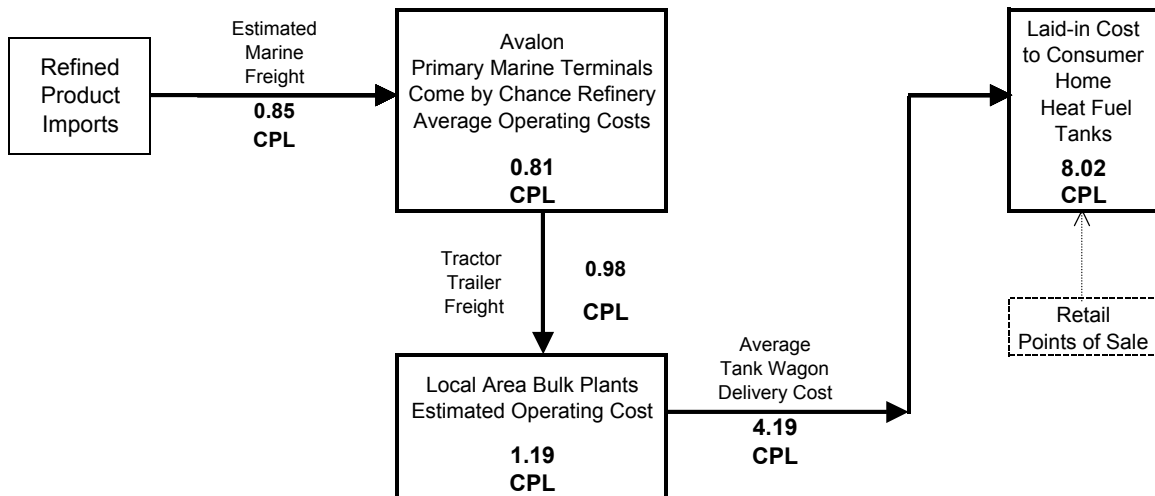 Refined
Product
Imports
Estimated
Marine
Freight
0.85
CPL
Avalon
Primary Marine Terminals
Come by Chance Refinery
Average Operating Costs
0.81
CPL
Tractor
Trailer
Freight
0.98
CPL
Local Area Bulk Plants
Estimated Operating Cost
1.19
CPL
Average
Tank Wagon
Delivery Cost
4.19
CPL
Laid-in Cost
to Consumer
Home
Heat Fuel
Tanks
8.02
CPL
Retail
Points of Sale